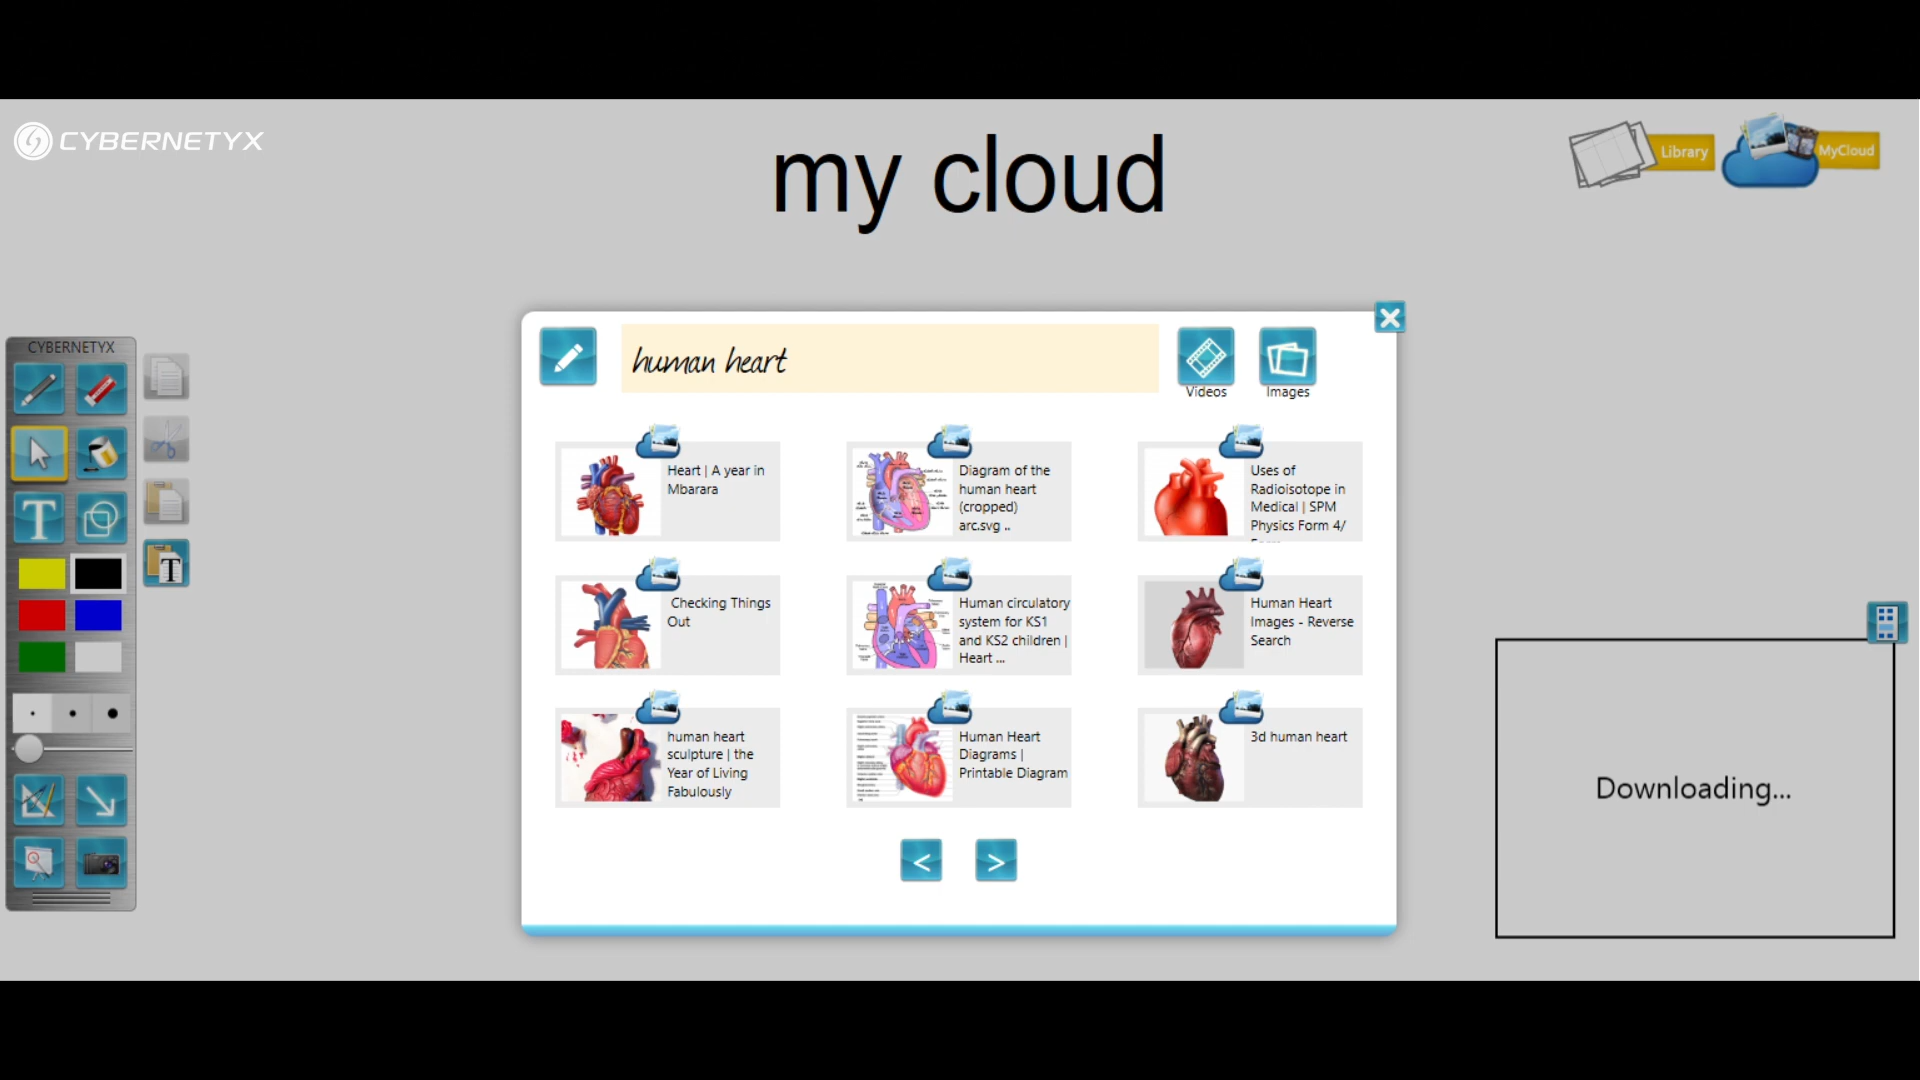 CYBERNETYX
my cloud
Library
MyCloud
CYBERNETYX
T
T
human heart
Videos
Images
Heart | A year in
Mbarara
Diagram of the
human heart
(cropped)
arc.svg ..
Uses of
Radioisotope in
Medical | SPM
Physics Form 4/
Checking Things
Out
Human circulatory
system for KS1
and KS2 children |
Heart ...
Human Heart
Images - Reverse
Search
human heart
sculpture | the
Year of Living
Fabulously
Human Heart
Diagrams |
Printable Diagram
3d human heart
< >
Downloading...